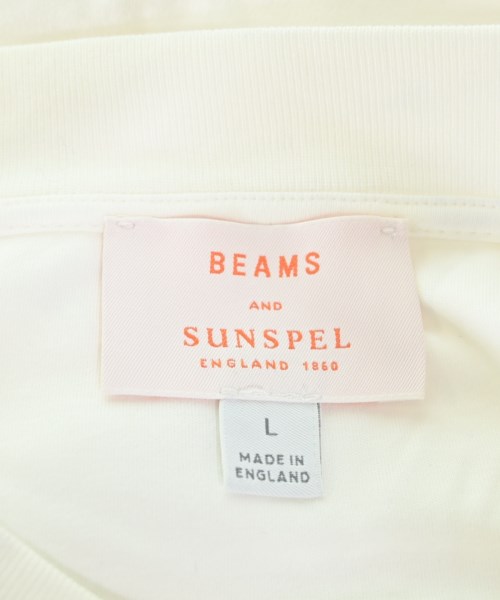 BEAMS
AND
SUNSPEL
ENGLAND 1860
L
MADE IN
ENGLAND